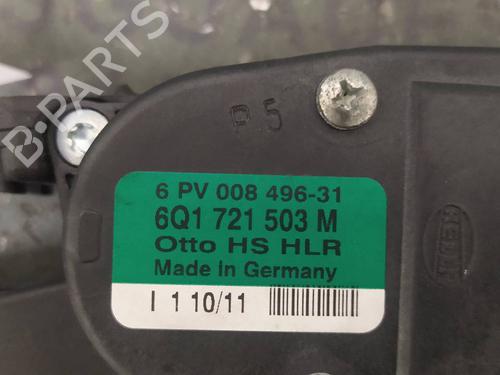 B-PARTS
P5
6 PV 008 496-31
6Q1 721 503 M
Otto HS HLR
Made in Germany
I 1 10/11
HELLA